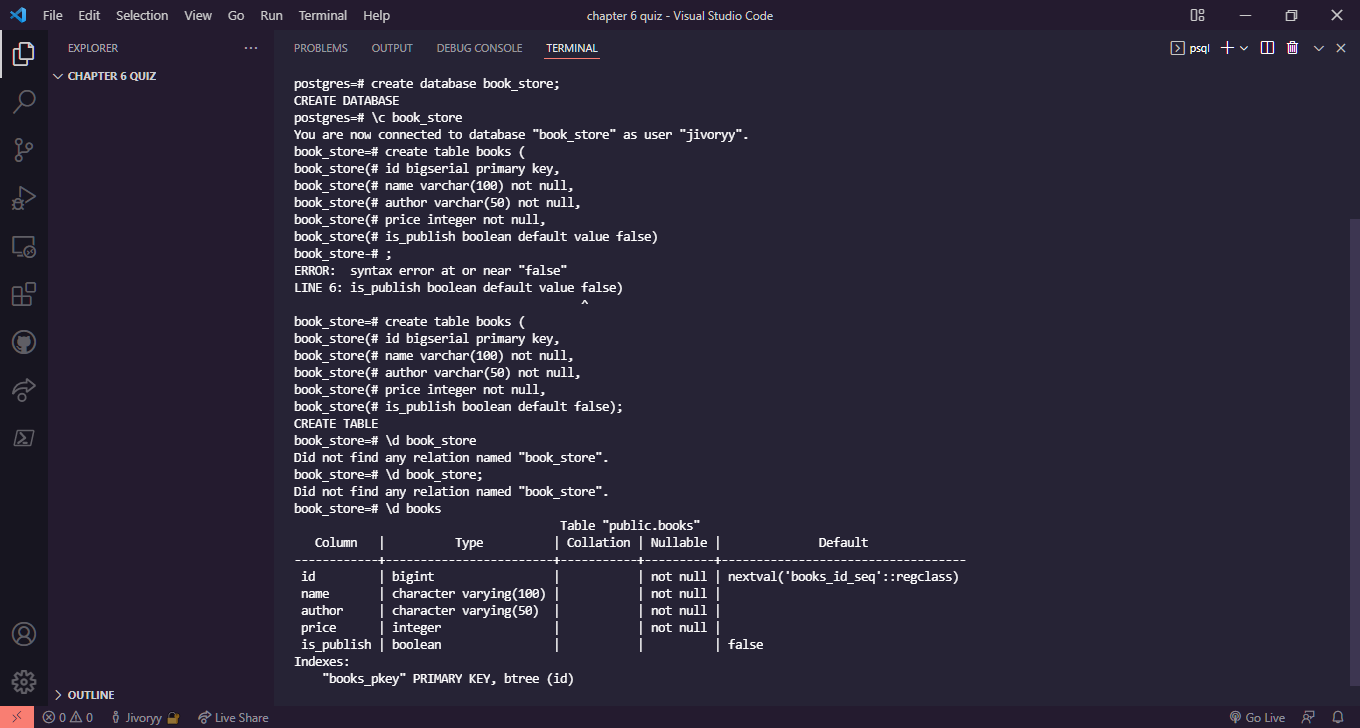 File Edit Selection View Go Run Terminal Help chapter 6 quiz - Visual Studio Code
EXPLORER ...
CHAPTER 6 QUIZ
PROBLEMS OUTPUT DEBUG CONSOLE TERMINAL psql
postgres=# create database book_store;
CREATE DATABASE
postgres=# \c book_store
You are now connected to database "book_store" as user "jivoryy".
book_store=# create table books (
book_store(# id bigserial primary key,
book_store(# name varchar(100) not null,
book_store(# author varchar(50) not null,
book_store(# price integer not null,
book_store(# is_publish boolean default value false)
book_store-# ;
ERROR:  syntax error at or near "false"
LINE 6: is_publish boolean default value false)
                                         ^
book_store=# create table books (
book_store(# id bigserial primary key,
book_store(# name varchar(100) not null,
book_store(# author varchar(50) not null,
book_store(# price integer not null,
book_store(# is_publish boolean default false);
CREATE TABLE
book_store=# \d book_store
Did not find any relation named "book_store".
book_store=# \d book_store;
Did not find any relation named "book_store".
book_store=# \d books
                                      Table "public.books"
   Column   |          Type          | Collation | Nullable |              Default
------------+------------------------+-----------+----------+-----------------------------------
 id         | bigint                 |           | not null | nextval('books_id_seq'::regclass)
 name       | character varying(100) |           | not null |
 author     | character varying(50)  |           | not null |
 price      | integer                |           | not null |
 is_publish | boolean                |           |          | false
Indexes:
    "books_pkey" PRIMARY KEY, btree (id)
OUTLINE
0 0 Jivoryy Live Share Go Live